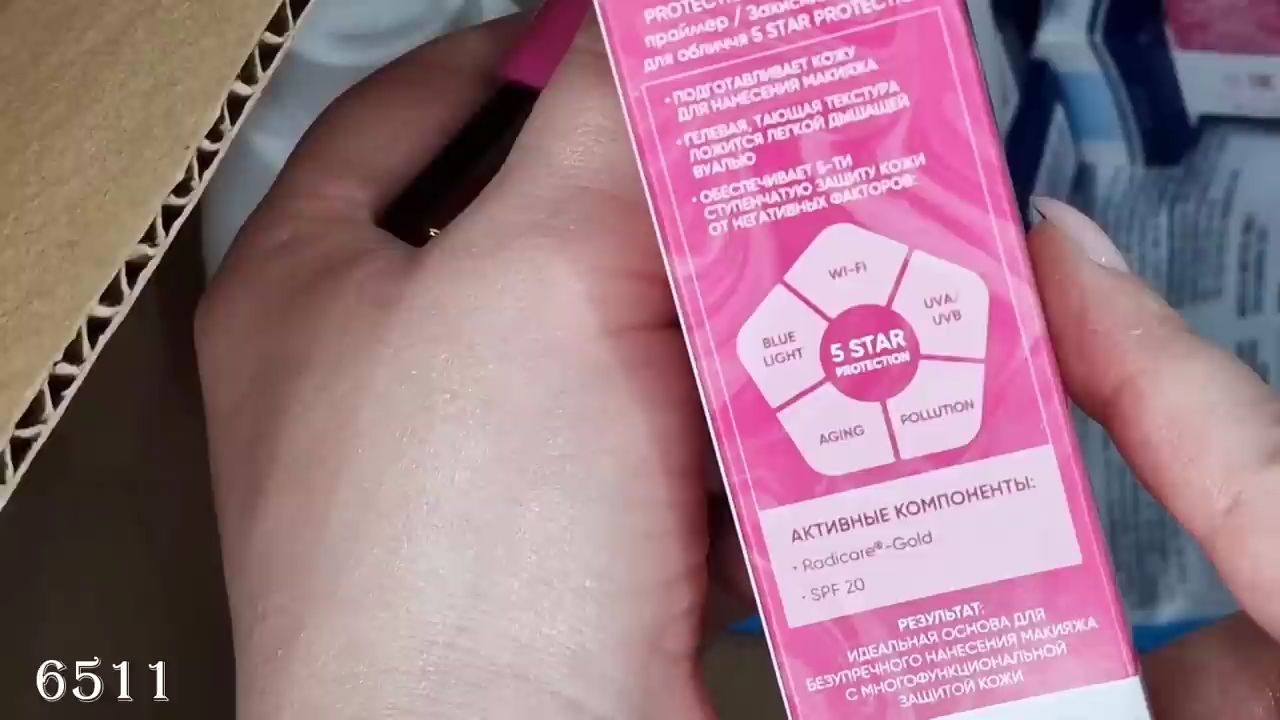 PROTECTI
праймер / Захисн
для обличчя 5 STAR PROTECTIO
• ПОДГОТАВЛИВАЕТ КОЖУ
ДЛЯ НАНЕСЕНИЯ МАКИЯЖА
• ГЕЛЕВАЯ, ТАЮЩАЯ ТЕКСТУРА
ЛОЖИТСЯ ЛЕГКОЙ ДЫШАЩЕЙ
ВУАЛЬЮ
• ОБЕСПЕЧИВАЕТ 5-ТИ
СТУПЕНЧАТУЮ ЗАЩИТУ КОЖИ
ОТ НЕГАТИВНЫХ ФАКТОРОВ:
WI-FI
UVA/
UVB
BLUE
LIGHT
5 STAR
PROTECTION
AGING
POLLUTION
АКТИВНЫЕ КОМПОНЕНТЫ:
• Radicare®-Gold
• SPF 20
РЕЗУЛЬТАТ:
ИДЕАЛЬНАЯ ОСНОВА ДЛЯ
БЕЗУПРЕЧНОГО НАНЕСЕНИЯ МАКИЯЖА
С МНОГОФУНКЦИОНАЛЬНОЙ
ЗАЩИТОЙ КОЖИ
6511